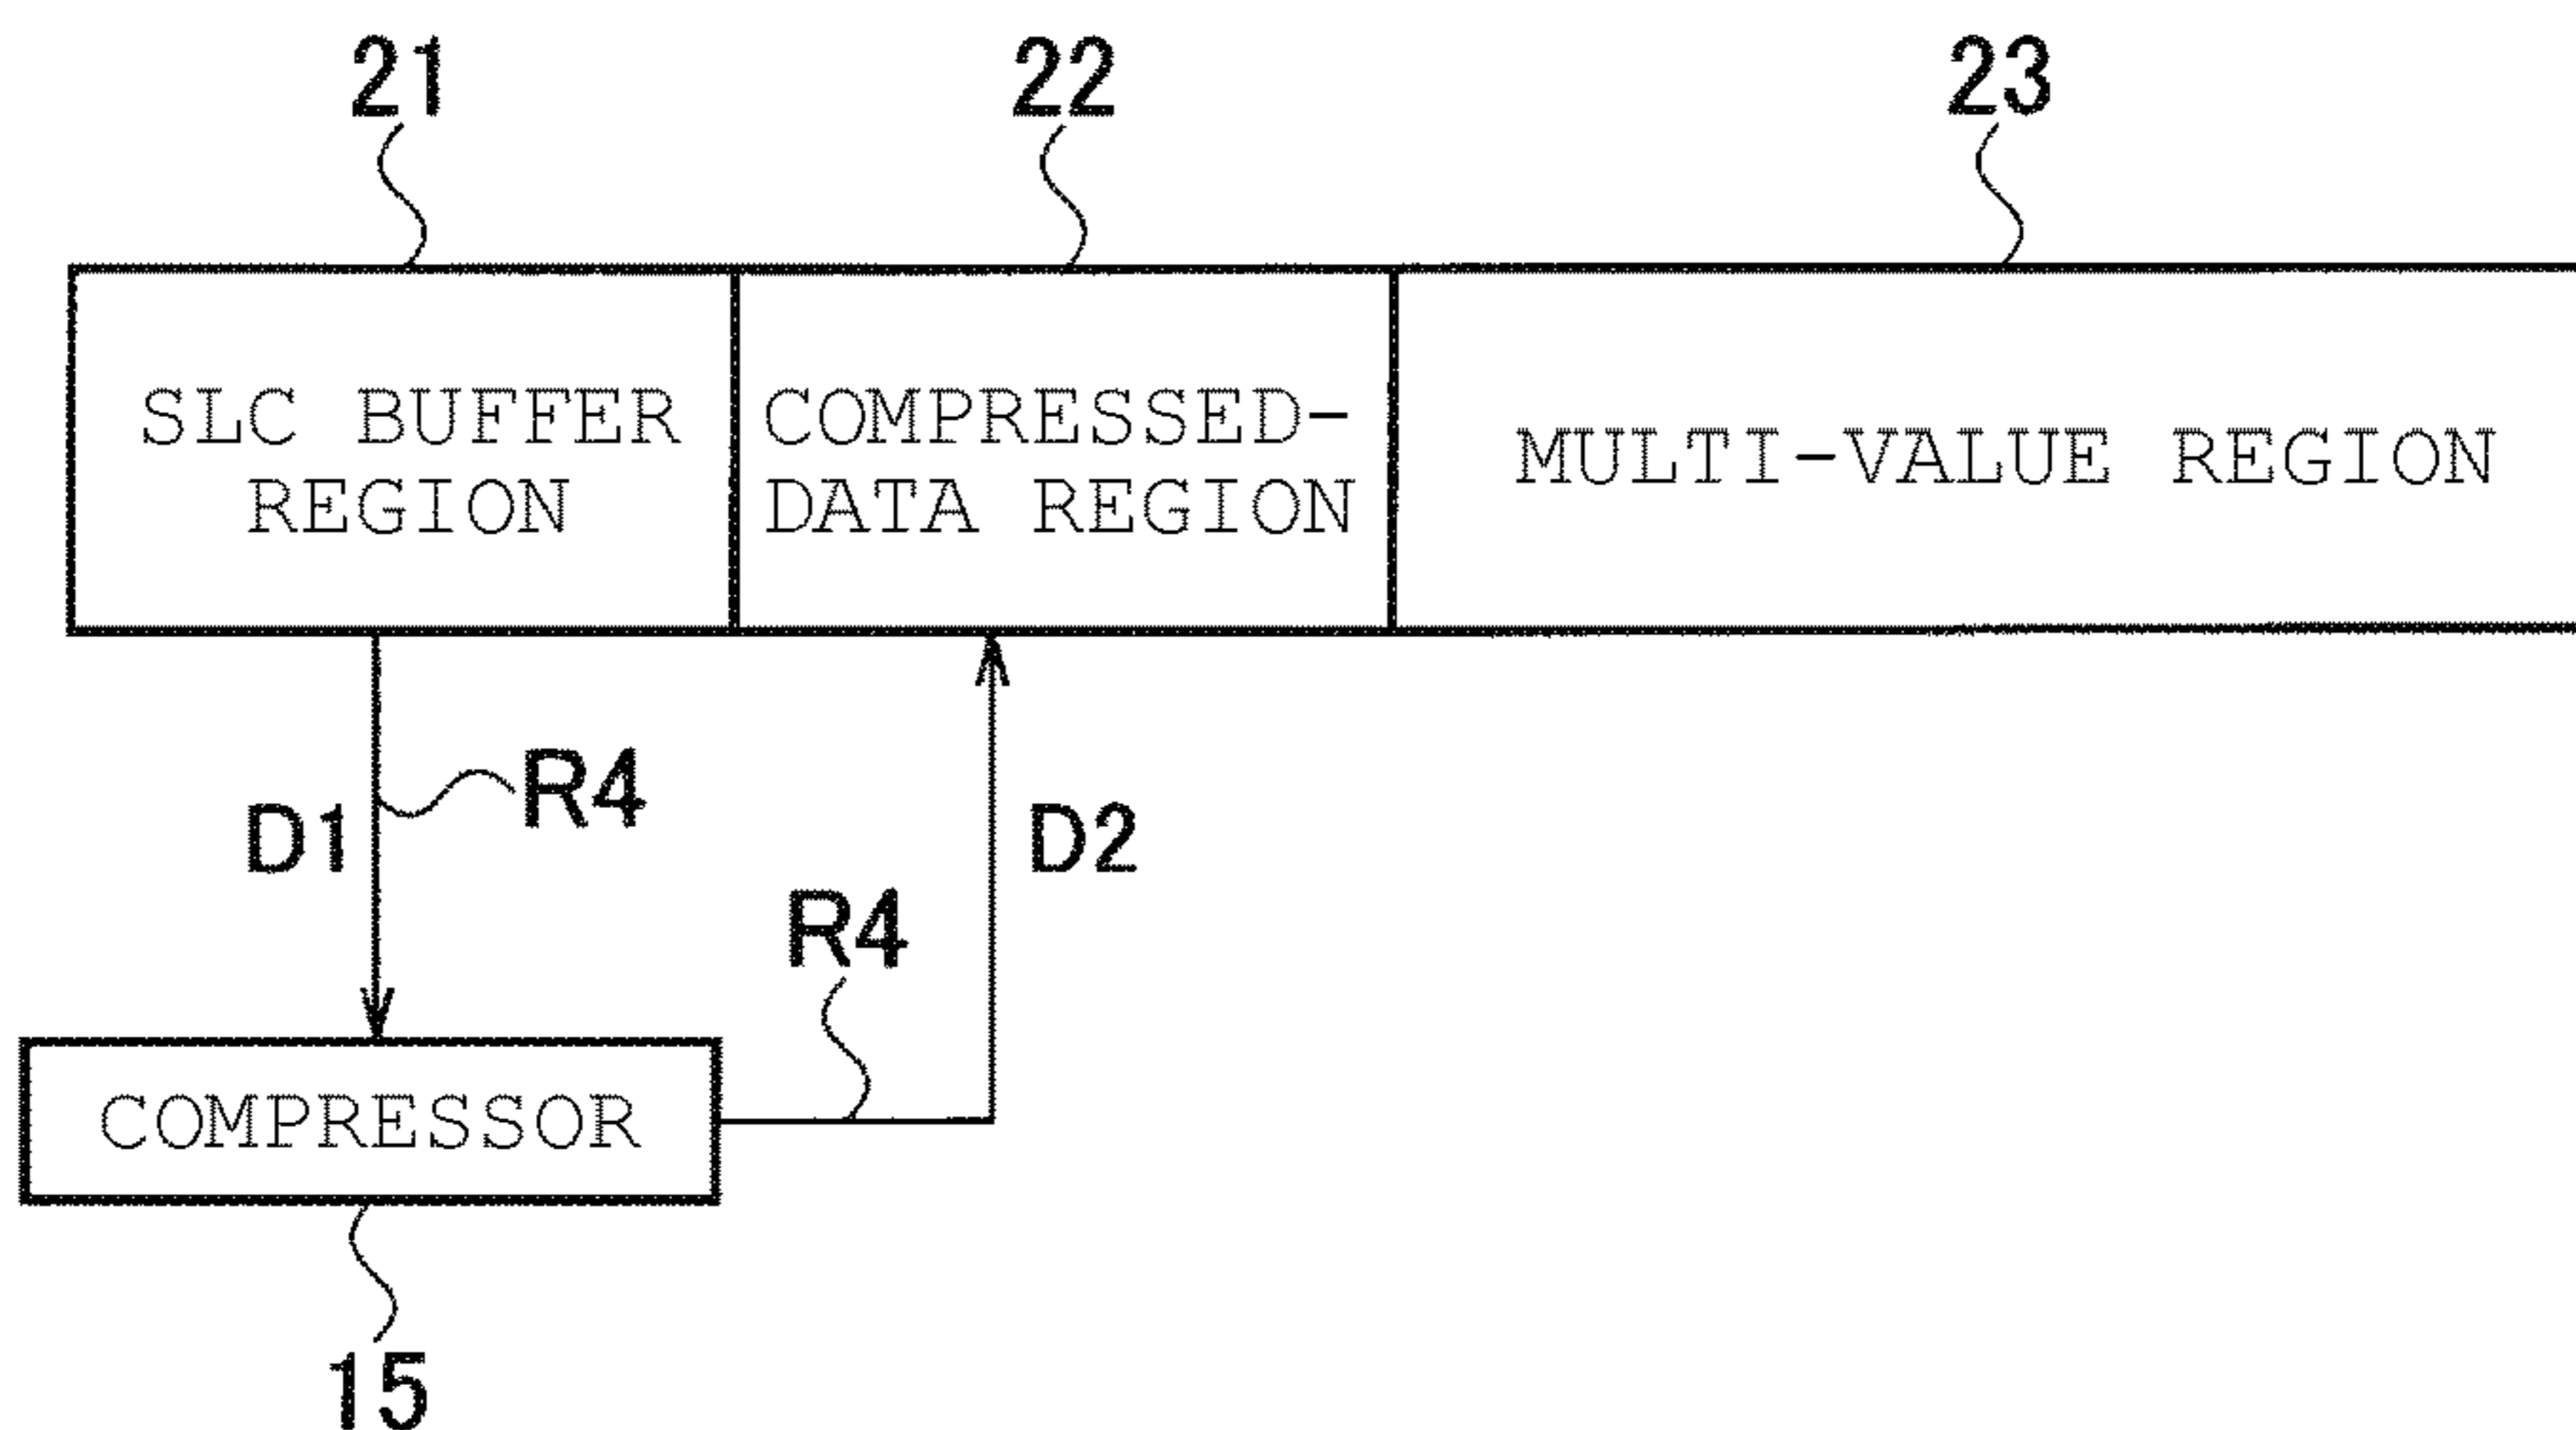 21
22
23
SLC BUFFER
REGION
COMPRESSED-
DATA REGION
MULTI-VALUE REGION
R4
D1
D2
R4
COMPRESSOR
15